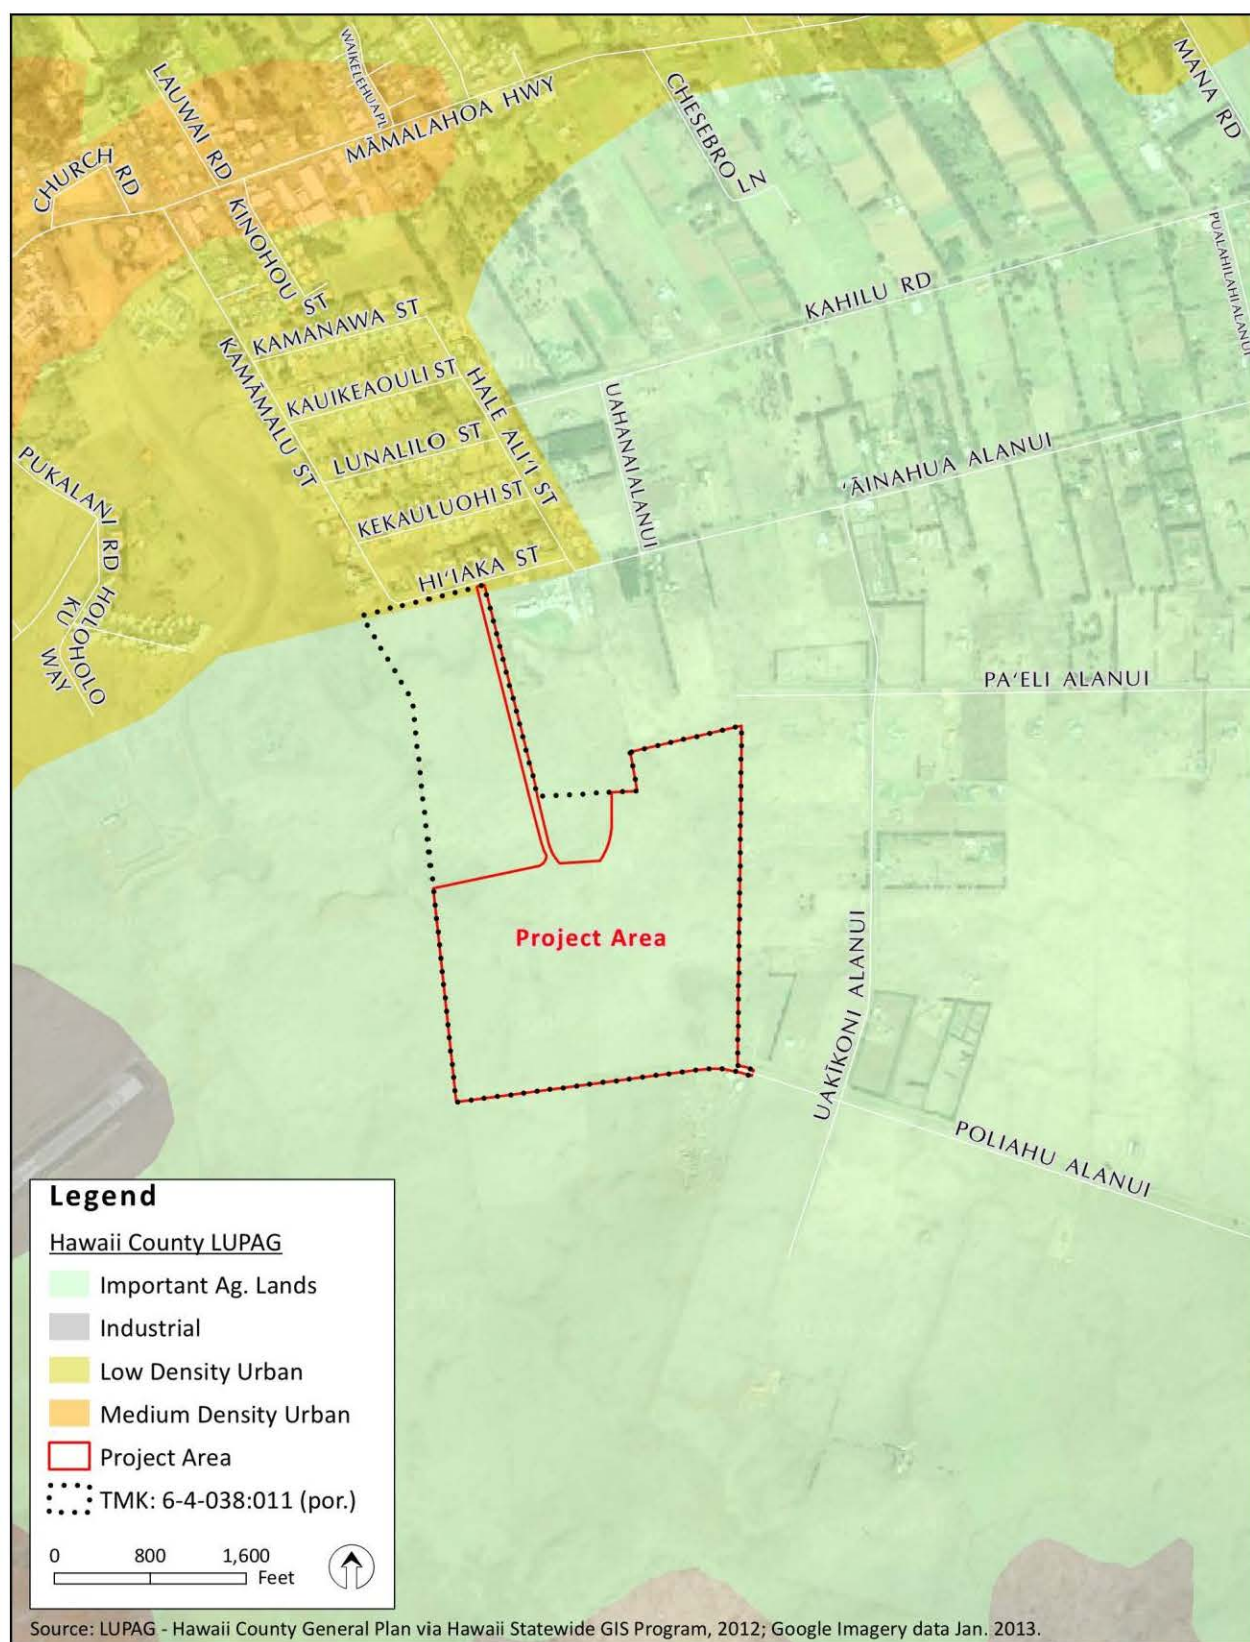 WAIKELEHUA PL
MANA RD
LAUWAI RD
MĀMALAHOA HWY
CHESEBRO LN
CHURCH RD
KINOHOU ST
PUALAHILAHI ALANUI
KAHILU RD
KAMANAWA ST
KAMĀMALU ST
KAUIKEAOULI ST
HALE ALI'I ST
UAHANAI ALANUI
LUNALILO ST
'ĀINAHUA ALANUI
PUKALANI RD
KEKAULUOHI ST
HI'IAKA ST
HOLOHOLO
KU
WAY
PA'ELI ALANUI
Project Area
UAKĪKONI ALANUI
POLIAHU ALANUI
Legend
Hawaii County LUPAG
Important Ag. Lands
Industrial
Low Density Urban
Medium Density Urban
Project Area
TMK: 6-4-038:011 (por.)
0 800 1,600
Feet
Source: LUPAG - Hawaii County General Plan via Hawaii Statewide GIS Program, 2012; Google Imagery data Jan. 2013.